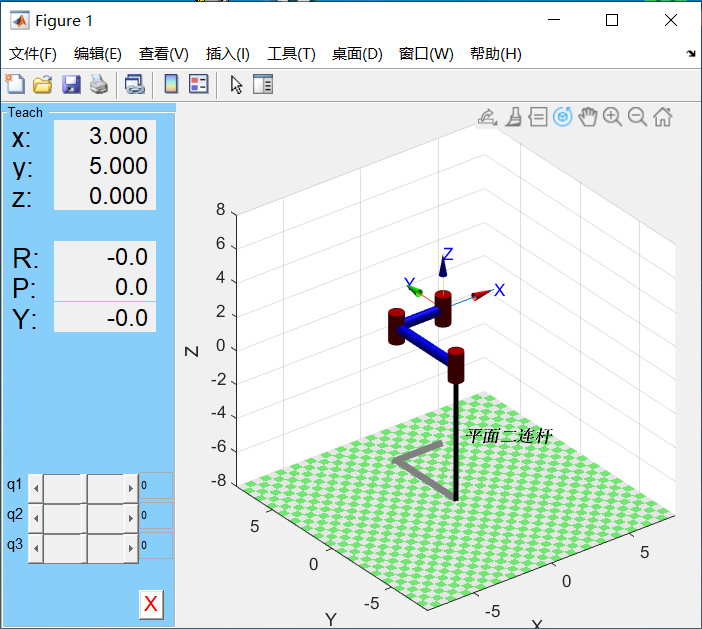 Figure 1
文件(F) 编辑(E) 查看(V) 插入(I) 工具(T) 桌面(D) 窗口(W) 帮助(H)
Teach
x: 3.000
y: 5.000
z: 0.000
R: -0.0
P: 0.0
Y: -0.0
q1 0
q2 0
q3 0
X
8
6
4
2
0
-2
-4
-6
-8
Z
Z
Y
X
平面二连杆
5
0
-5
Y
-5
0
5
X